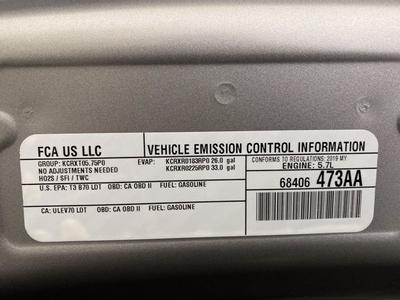 FCA US LLC
VEHICLE EMISSION CONTROL INFORMATION
GROUP: KCRXT05.75P0
EVAP: KCRXR0183RP0 26.0 gal
KCRXR0225RP0 33.0 gal
NO ADJUSTMENTS NEEDED
HO2S / SFI / TWC
CONFORMS TO REGULATIONS: 2019 MY
ENGINE: 5.7L
68406 473AA
U.S. EPA: T3 B70 LDT OBD: CA OBD II FUEL: GASOLINE
CA: ULEV70 LDT OBD: CA OBD II FUEL: GASOLINE